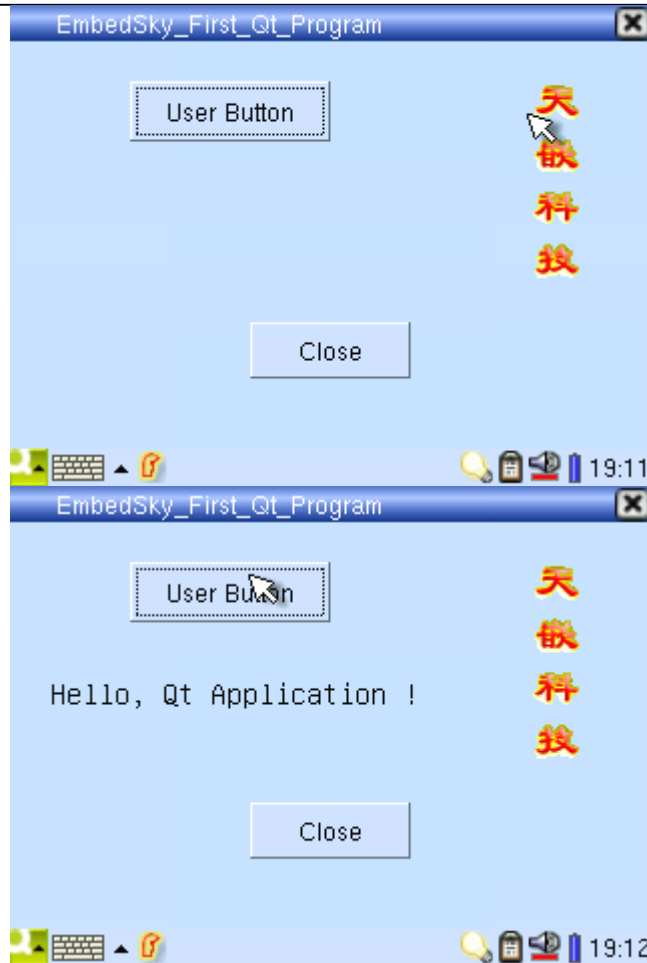 EmbedSky_First_Qt_Program
User Button
天
嵌
科
技
Close
19:11
EmbedSky_First_Qt_Program
User Button
天
嵌
科
技
Hello, Qt Application !
Close
19:12